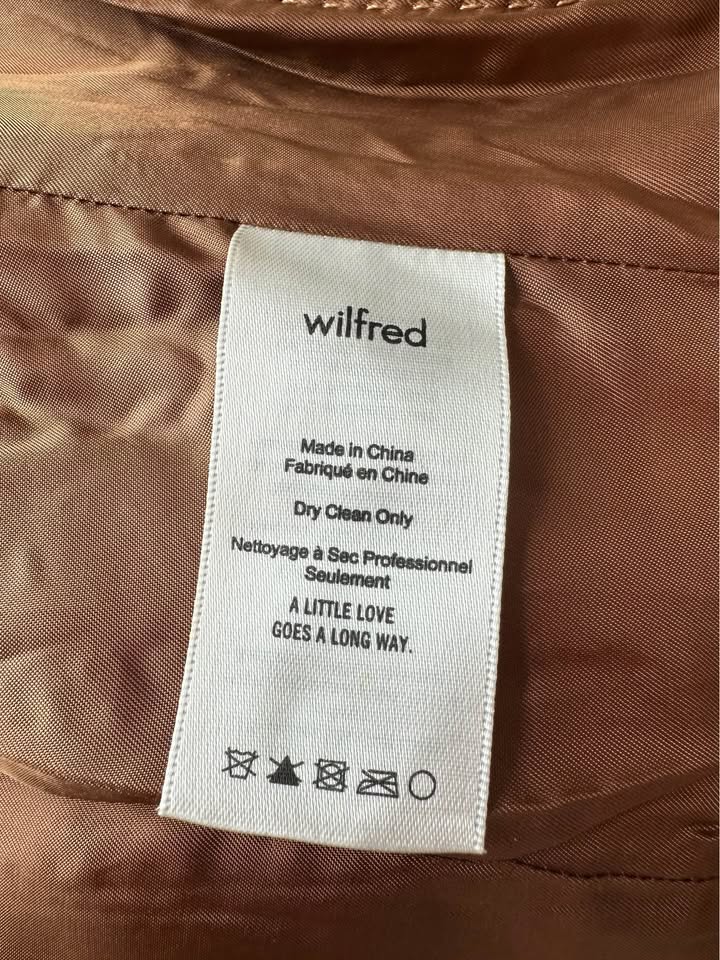 wilfred
Made in China
Fabriqué en Chine
Dry Clean Only
Nettoyage à Sec Professionnel
Seulement
A LITTLE LOVE
GOES A LONG WAY.